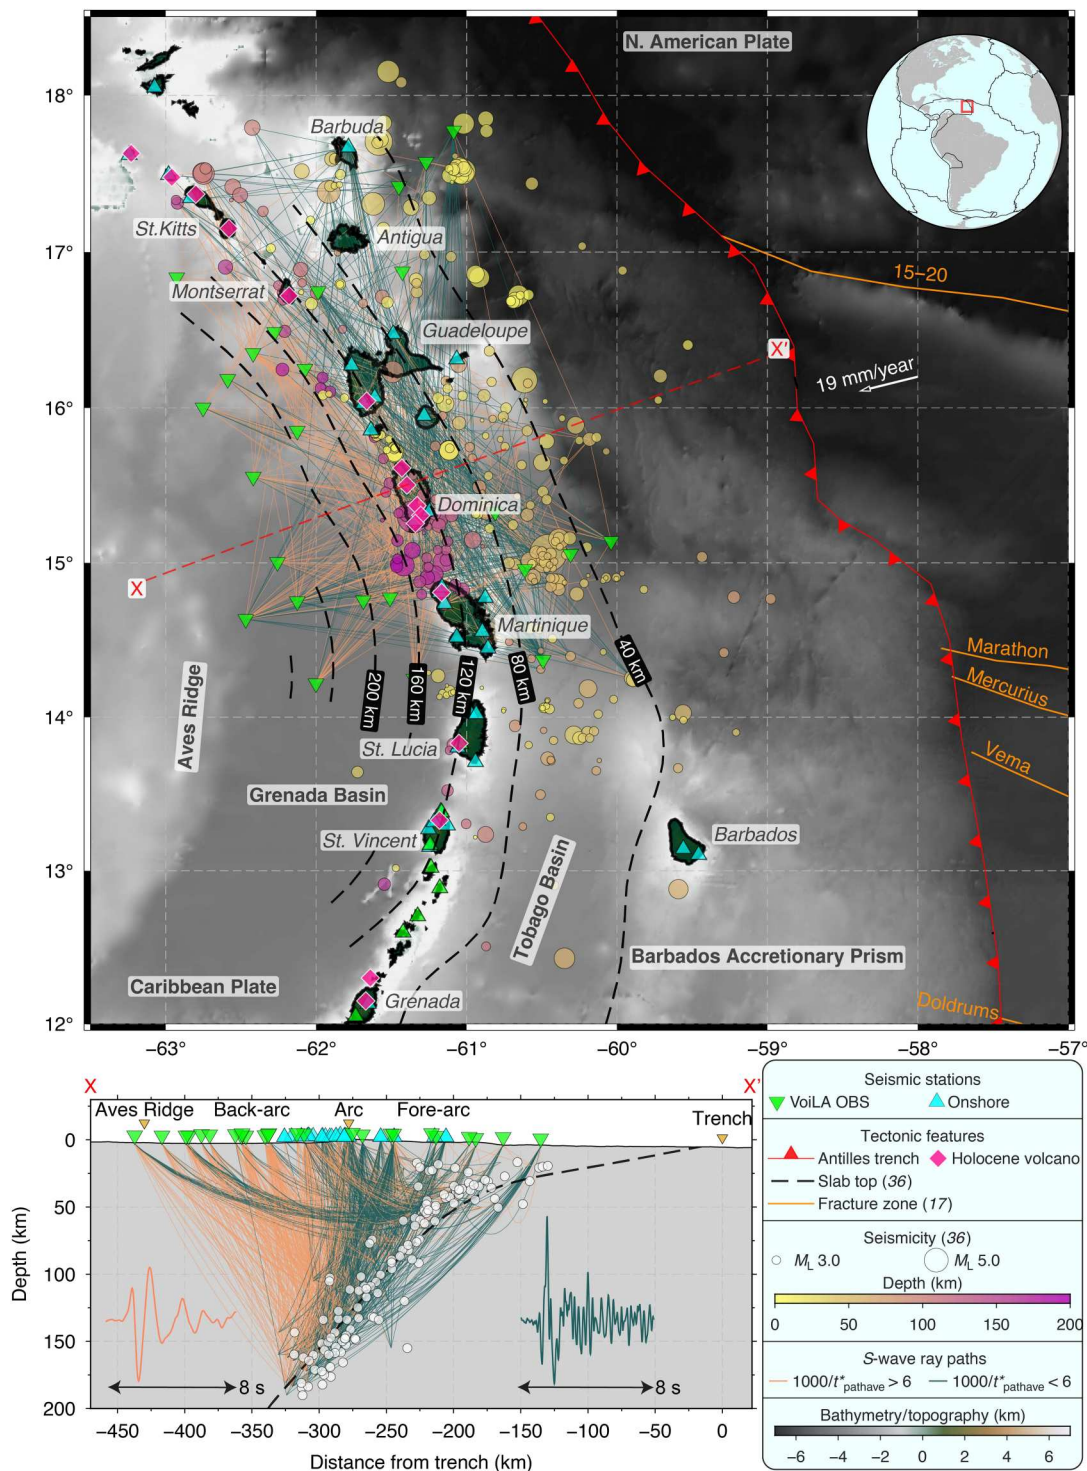 N. American Plate
18°
Barbuda
St.Kitts
Antigua
17°
15−20
Montserrat
Guadeloupe
X'
19 mm/year
16°
Dominica
15°
X
Martinique
Marathon
Mercurius
40 km
80 km
120 km
160 km
200 km
14°
Aves Ridge
St. Lucia
Vema
Grenada Basin
St. Vincent
Barbados
13°
Tobago Basin
Barbados Accretionary Prism
Caribbean Plate
Grenada
Doldrums
12°
−63° −62° −61° −60° −59° −58° −57°
X X'
Aves Ridge Back-arc Arc Fore-arc
Trench
0
50
100
150
200
Depth (km)
8 s 8 s
−450 −400 −350 −300 −250 −200 −150 −100 −50 0
Distance from trench (km)
Seismic stations
VoiLA OBS Onshore
Tectonic features
Antilles trench Holocene volcano
Slab top (36)
Fracture zone (17)
Seismicity (36)
ML 3.0 ML 5.0
Depth (km)
0 50 100 150 200
S-wave ray paths
1000/t*pathave > 6 1000/t*pathave < 6
Bathymetry/topography (km)
−6 −4 −2 0 2 4 6